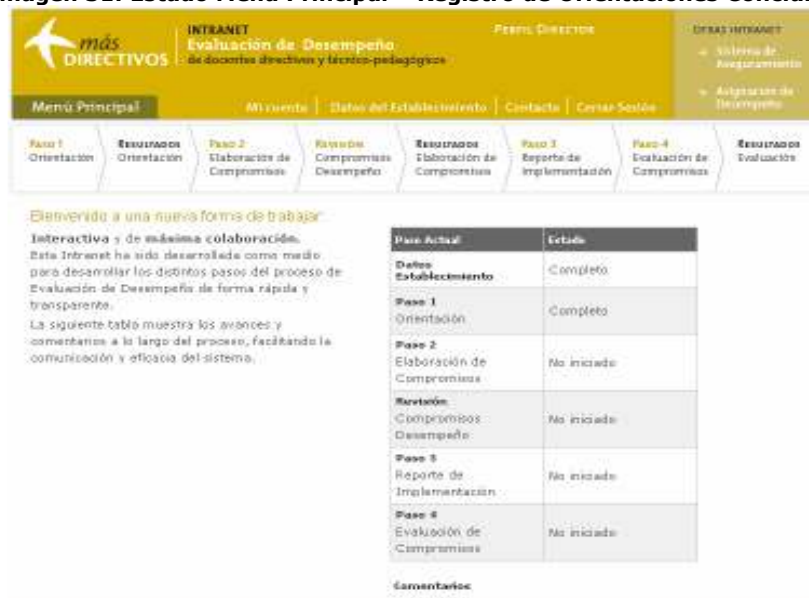 Imagen 31: Estado Menú Principal – Registro de Orientaciones Conclui
más
DIRECTIVOS
INTRANET
Evaluación de Desempeño
de docentes directivos y técnico-pedagógicos
PERFIL DIRECTOR
OTRAS INTRANET
Sistema de
Aseguramiento
Asignación de
Desempeño
Menú Principal
Mi cuenta | Datos del Establecimiento | Contacto | Cerrar Sesión
Paso 1
Orientación
RESULTADOS
Orientación
Paso 2
Elaboración de
Compromisos
Revisión
Compromisos
Desempeño
RESULTADOS
Elaboración de
Compromisos
Paso 3
Reporte de
Implementación
Paso 4
Evaluación de
Compromisos
RESULTADOS
Evaluación
Bienvenido a una nueva forma de trabajar
Interactiva y de máxima colaboración.
Esta Intranet ha sido desarrollada como medio
para desarrollar los distintos pasos del proceso de
Evaluación de Desempeño de forma rápida y
transparente.
La siguiente tabla muestra los avances y
comentarios a lo largo del proceso, facilitando la
comunicación y eficacia del sistema.
Paso Actual Estado
Datos
Establecimiento Completo
Paso 1
Orientación Completo
Paso 2
Elaboración de
Compromisos No iniciado
Revisión
Compromisos
Desempeño No iniciado
Paso 3
Reporte de
Implementación No iniciado
Paso 4
Evaluación de
Compromisos No iniciado
Comentarios